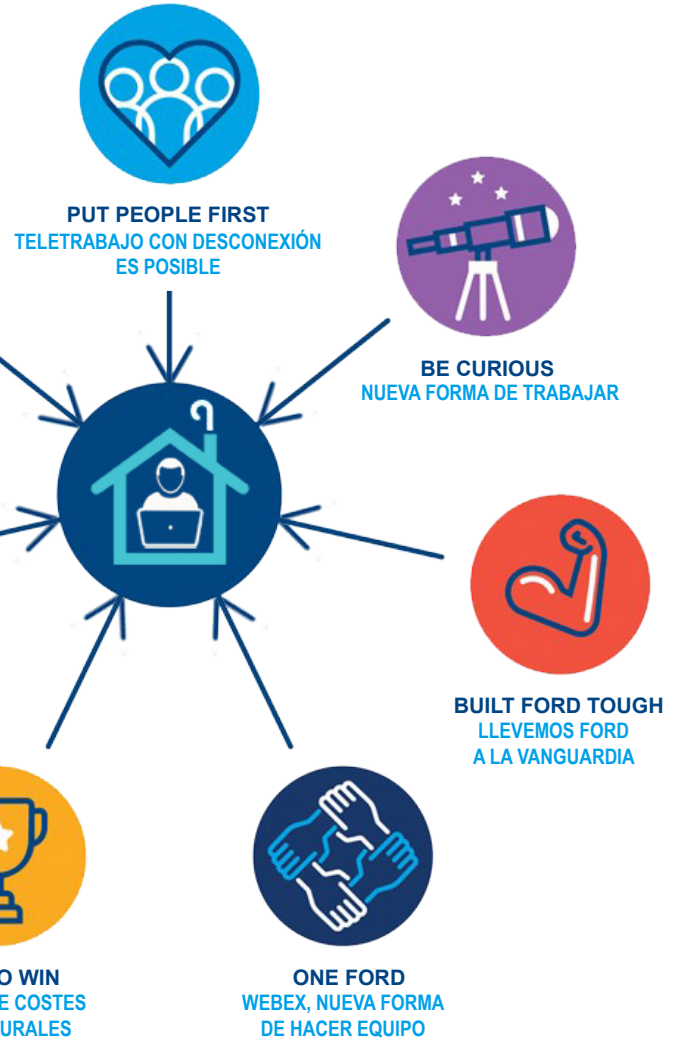 PUT PEOPLE FIRST
TELETRABAJO CON DESCONEXIÓN
ES POSIBLE
BE CURIOUS
NUEVA FORMA DE TRABAJAR
BUILT FORD TOUGH
LLEVEMOS FORD
A LA VANGUARDIA
O WIN
E COSTES
URALES
ONE FORD
WEBEX, NUEVA FORMA
DE HACER EQUIPO